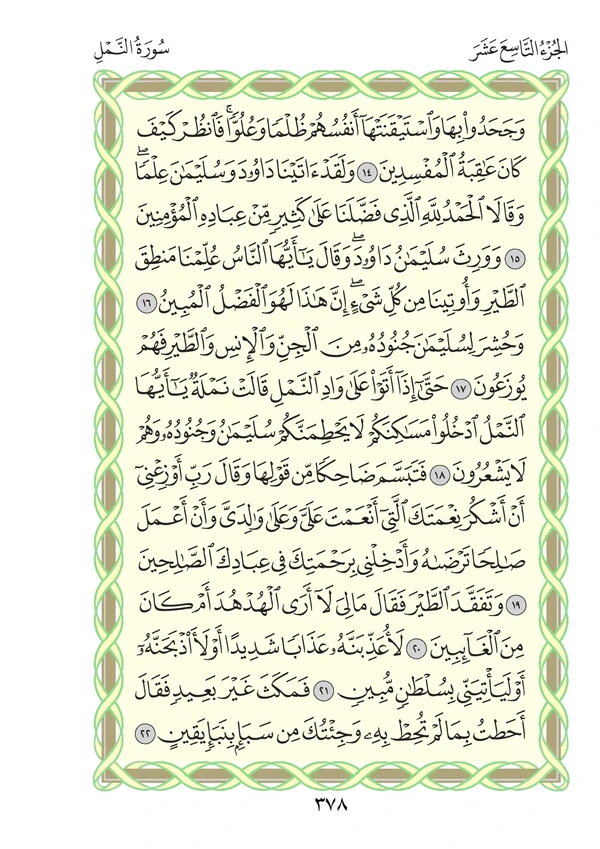 الجُزْءُ التَّاسِعَ عَشَرَ
سُورَةُ النَّمْلِ
وَجَحَدُواْ بِهَا وَٱسْتَيْقَنَتْهَآ أَنفُسُهُمْ ظُلْمًا وَعُلُوًّا ۚ فَٱنظُرْ كَيْفَ
كَانَ عَٰقِبَةُ ٱلْمُفْسِدِينَ ١٤ وَلَقَدْ ءَاتَيْنَا دَاوُۥدَ وَسُلَيْمَٰنَ عِلْمًا ۖ
وَقَالَا ٱلْحَمْدُ لِلَّهِ ٱلَّذِى فَضَّلَنَا عَلَىٰ كَثِيرٍ مِّنْ عِبَادِهِ ٱلْمُؤْمِنِينَ
١٥ وَوَرِثَ سُلَيْمَٰنُ دَاوُۥدَ ۖ وَقَالَ يَٰٓأَيُّهَا ٱلنَّاسُ عُلِّمْنَا مَنطِقَ
ٱلطَّيْرِ وَأُوتِينَا مِن كُلِّ شَىْءٍ ۖ إِنَّ هَٰذَا لَهُوَ ٱلْفَضْلُ ٱلْمُبِينُ ١٦
وَحُشِرَ لِسُلَيْمَٰنَ جُنُودُهُۥ مِنَ ٱلْجِنِّ وَٱلْإِنسِ وَٱلطَّيْرِ فَهُمْ
يُوزَعُونَ ١٧ حَتَّىٰٓ إِذَآ أَتَوْاْ عَلَىٰ وَادِ ٱلنَّمْلِ قَالَتْ نَمْلَةٌ يَٰٓأَيُّهَا
ٱلنَّمْلُ ٱدْخُلُواْ مَسَٰكِنَكُمْ لَا يَحْطِمَنَّكُمْ سُلَيْمَٰنُ وَجُنُودُهُۥ وَهُمْ
لَا يَشْعُرُونَ ١٨ فَتَبَسَّمَ ضَاحِكًا مِّن قَوْلِهَا وَقَالَ رَبِّ أَوْزِعْنِىٓ
أَنْ أَشْكُرَ نِعْمَتَكَ ٱلَّتِىٓ أَنْعَمْتَ عَلَىَّ وَعَلَىٰ وَٰلِدَىَّ وَأَنْ أَعْمَلَ
صَٰلِحًا تَرْضَىٰهُ وَأَدْخِلْنِى بِرَحْمَتِكَ فِى عِبَادِكَ ٱلصَّٰلِحِينَ
١٩ وَتَفَقَّدَ ٱلطَّيْرَ فَقَالَ مَالِىَ لَآ أَرَى ٱلْهُدْهُدَ أَمْ كَانَ
مِنَ ٱلْغَآئِبِينَ ٢٠ لَأُعَذِّبَنَّهُۥ عَذَابًا شَدِيدًا أَوْ لَأَاْذْبَحَنَّهُۥٓ
أَوْ لَيَأْتِيَنِّى بِسُلْطَٰنٍ مُّبِينٍ ٢١ فَمَكَثَ غَيْرَ بَعِيدٍ فَقَالَ
أَحَطتُ بِمَا لَمْ تُحِطْ بِهِۦ وَجِئْتُكَ مِن سَبَإٍۭ بِنَبَإٍ يَقِينٍ ٢٢
٣٧٨